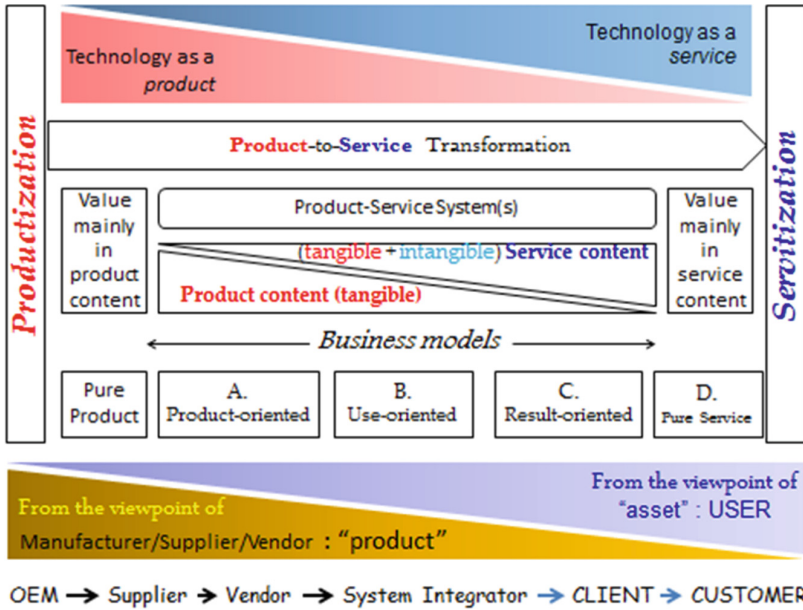 Technology as a
service
Technology as a
product
Productization
Servitization
Product-to-Service Transformation
Value
mainly
in
product
content
Product-Service System(s)
Value
mainly
in
service
content
(tangible + intangible) Service content
Product content (tangible)
Business models
Pure
Product
A.
Product-oriented
B.
Use-oriented
C.
Result-oriented
D.
Pure Service
From the viewpoint of
"asset" : USER
From the viewpoint of
Manufacturer/Supplier/Vendor : "product"
OEM → Supplier → Vendor → System Integrator → CLIENT → CUSTOMER